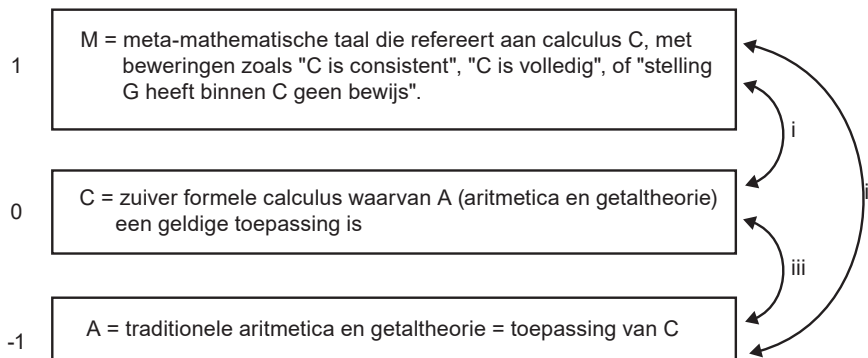 1
M = meta-mathematische taal die refereert aan calculus C, met
beweringen zoals "C is consistent", "C is volledig", of "stelling
G heeft binnen C geen bewijs".
i
0
C = zuiver formele calculus waarvan A (aritmetica en getaltheorie)
een geldige toepassing is
iii
-1
A = traditionele aritmetica en getaltheorie = toepassing van C